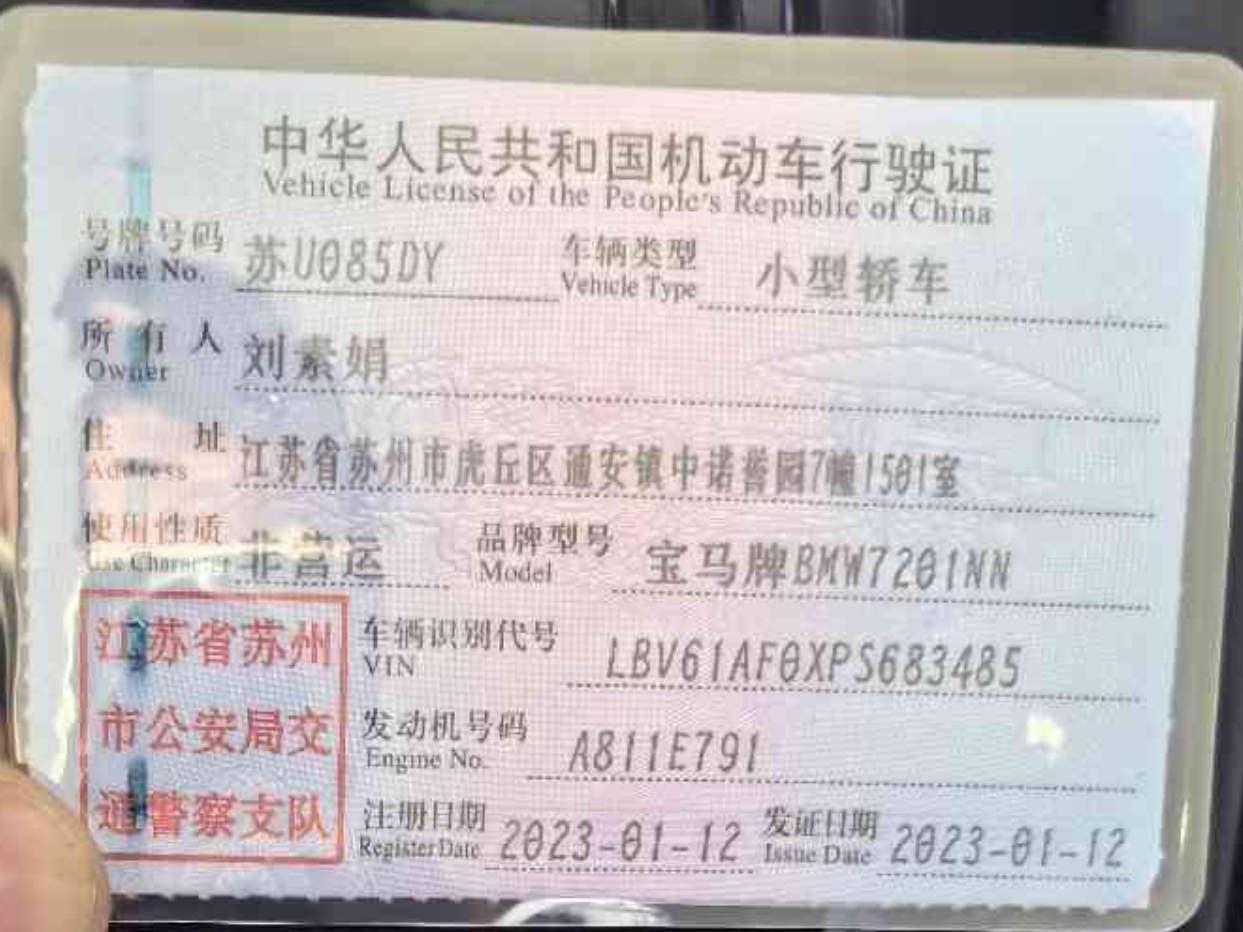 中华人民共和国机动车行驶证
Vehicle License of the People's Republic of China
号牌号码 苏U085DY 车辆类型 小型轿车
Plate No. Vehicle Type
所有人 刘素娟
Owner
住址 江苏省苏州市虎丘区通安镇中诺誉园7幢1501室
Address
使用性质 非营运 品牌型号 宝马牌BMW7201NN
Use Character Model
江苏省苏州 车辆识别代号 LBV61AF0XPS683485
VIN
市公安局交 发动机号码 A811E791
Engine No.
通警察支队 注册日期 2023-01-12 发证日期 2023-01-12
Register Date Issue Date